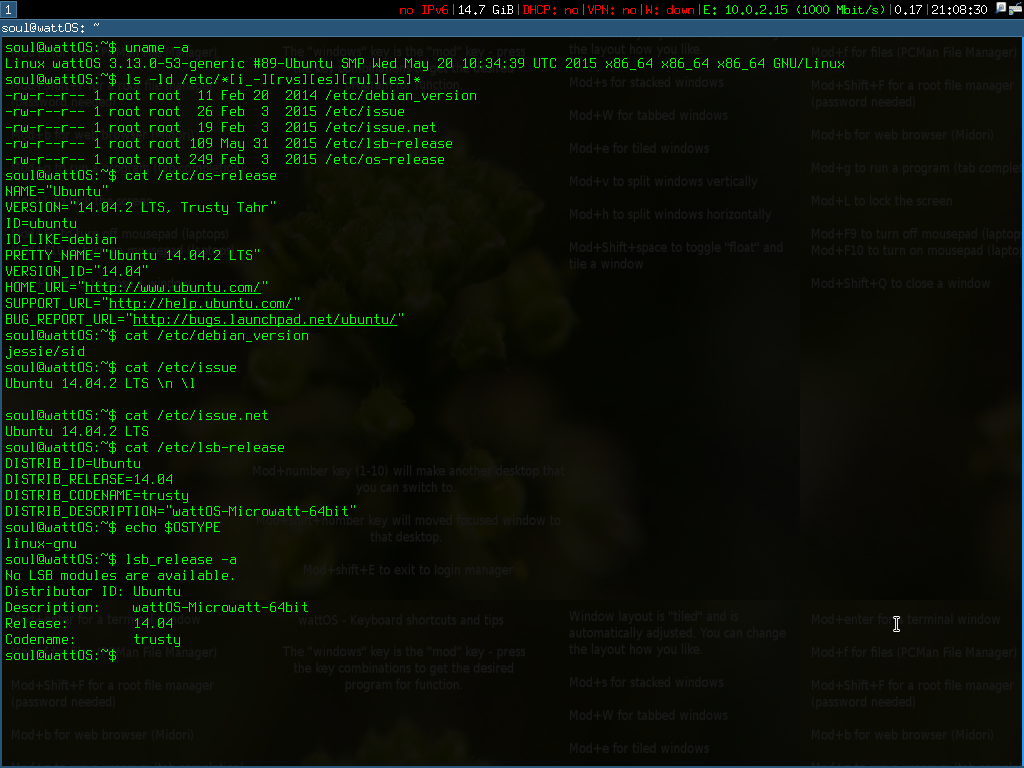 1
no IPv6|14.7 GiB|DHCP: no|VPN: no|W: down|E: 10.0.2.15 (1000 Mbit/s)|0.17|21:08:30
soul@wattOS: ~
soul@wattOS:~$ uname -a
Linux wattOS 3.13.0-53-generic #89-Ubuntu SMP Wed May 20 10:34:39 UTC 2015 x86_64 x86_64 x86_64 GNU/Linux
soul@wattOS:~$ ls -ld /etc/*[i_-][rvs][es][rul][es]*
-rw-r--r-- 1 root root  11 Feb 20  2014 /etc/debian_version
-rw-r--r-- 1 root root  26 Feb  3  2015 /etc/issue
-rw-r--r-- 1 root root  19 Feb  3  2015 /etc/issue.net
-rw-r--r-- 1 root root 109 May 31  2015 /etc/lsb-release
-rw-r--r-- 1 root root 249 Feb  3  2015 /etc/os-release
soul@wattOS:~$ cat /etc/os-release
NAME="Ubuntu"
VERSION="14.04.2 LTS, Trusty Tahr"
ID=ubuntu
ID_LIKE=debian
PRETTY_NAME="Ubuntu 14.04.2 LTS"
VERSION_ID="14.04"
HOME_URL="http://www.ubuntu.com/"
SUPPORT_URL="http://help.ubuntu.com/"
BUG_REPORT_URL="http://bugs.launchpad.net/ubuntu/"
soul@wattOS:~$ cat /etc/debian_version
jessie/sid
soul@wattOS:~$ cat /etc/issue
Ubuntu 14.04.2 LTS \n \l
soul@wattOS:~$ cat /etc/issue.net
Ubuntu 14.04.2 LTS
soul@wattOS:~$ cat /etc/lsb-release
DISTRIB_ID=Ubuntu
DISTRIB_RELEASE=14.04
DISTRIB_CODENAME=trusty
DISTRIB_DESCRIPTION="wattOS-Microwatt-64bit"
soul@wattOS:~$ echo $OSTYPE
linux-gnu
soul@wattOS:~$ lsb_release -a
No LSB modules are available.
Distributor ID: Ubuntu
Description:    wattOS-Microwatt-64bit
Release:        14.04
Codename:       trusty
soul@wattOS:~$
The "windows" key is the "mod" key - press
the layout how you like.
Mod+s for stacked windows
Mod+W for tabbed windows
Mod+e for tiled windows
Mod+v to split windows vertically
Mod+h to split windows horizontally
Mod+Shift+space to toggle "float" and
tile a window
Mod+f for files (PCMan File Manager)
Mod+Shift+F for a root file manager
(password needed)
Mod+b for web browser (Midori)
Mod+g to run a program (tab complet
Mod+L to lock the screen
Mod+F9 to turn off mousepad (laptops)
Mod+F10 to turn on mousepad (lapto
Mod+Shift+Q to close a window
Mod+number key (1-10) will make another desktop that
you can switch to.
Mod+shift+number key will moved focused window to
that desktop.
Mod+shift+E to exit to login manager
wattOS - Keyboard shortcuts and tips
The "windows" key is the "mod" key - press
the key combinations to get the desired
program for function.
Window layout is "tiled" and is
automatically adjusted. You can change
the layout how you like.
Mod+s for stacked windows
Mod+W for tabbed windows
Mod+e for tiled windows
Mod+enter for a terminal window
Mod+f for files (PCMan File Manager)
Mod+Shift+F for a root file manager
(password needed)
Mod+b for web browser (Midori)
Mod+Shift+F for a root file manager
(password needed)
Mod+b for web browser (Midori)